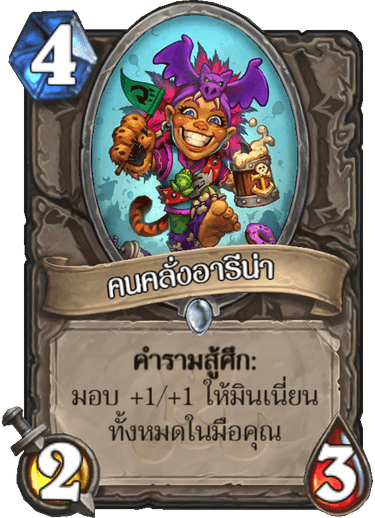 4
คนคลั่งอารีน่า
คำรามสู้ศึก:
มอบ +1/+1 ให้มินเนี่ยน
ทั้งหมดในมือคุณ
2
3